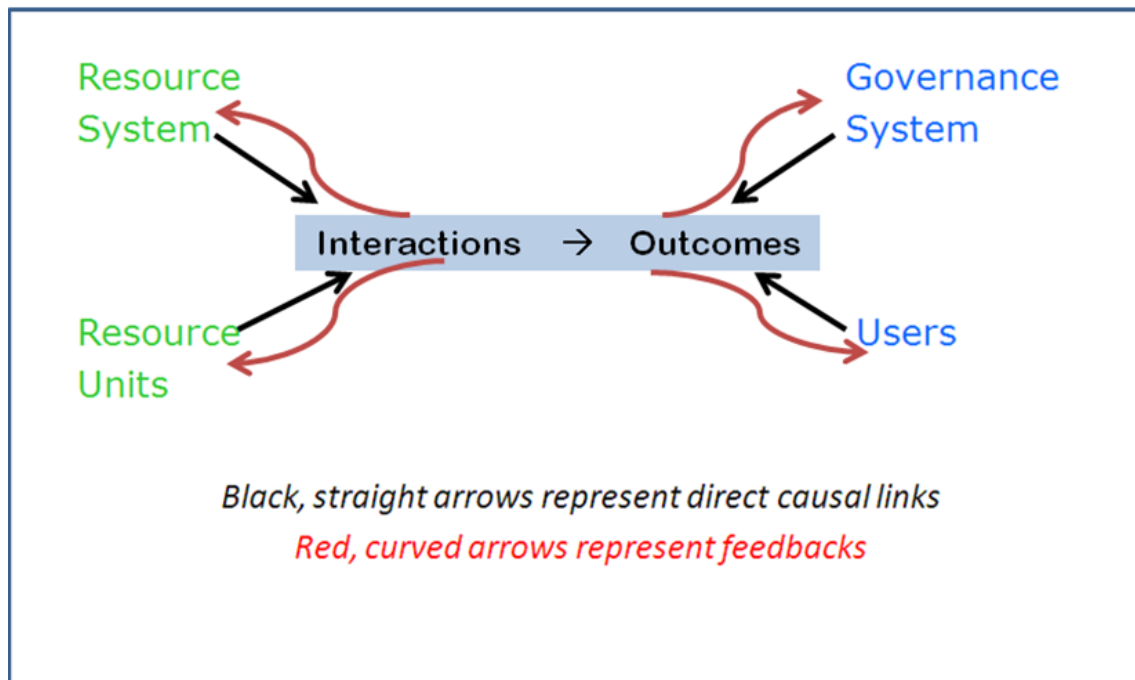 Resource
System
Governance
System
Interactions → Outcomes
Resource
Units
Users
Black, straight arrows represent direct causal links
Red, curved arrows represent feedbacks